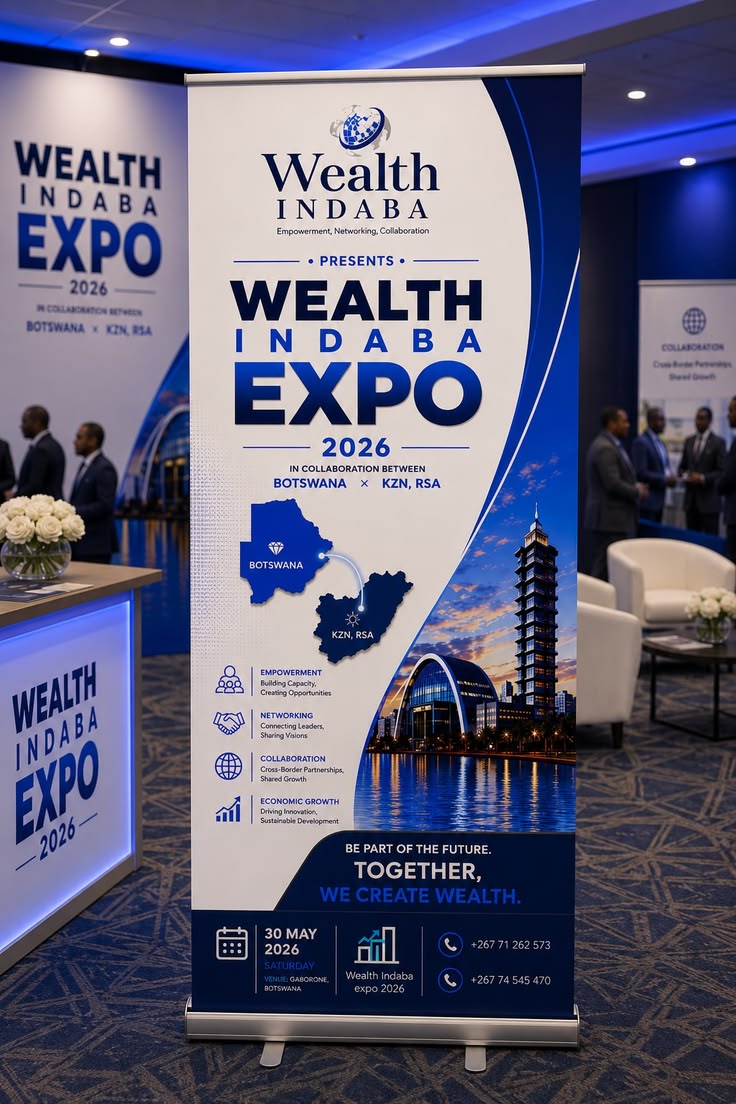 WEALTH
INDABA
EXPO
2026
IN COLLABORATION BETWEEN
BOTSWANA × KZN, RSA
Wealth
INDABA
Empowerment, Networking, Collaboration
• PRESENTS •
WEALTH
INDABA
EXPO
2026
IN COLLABORATION BETWEEN
BOTSWANA × KZN, RSA
BOTSWANA
KZN, RSA
EMPOWERMENT
Building Capacity,
Creating Opportunities
NETWORKING
Connecting Leaders,
Sharing Visions
COLLABORATION
Cross-Border Partnerships,
Shared Growth
ECONOMIC GROWTH
Driving Innovation,
Sustainable Development
BE PART OF THE FUTURE.
TOGETHER,
WE CREATE WEALTH.
30 MAY
2026
SATURDAY
VENUE: GABORONE,
BOTSWANA
Wealth Indaba
expo 2026
+267 71 262 573
+267 74 545 470
WEALTH
INDABA
EXPO
2026
COLLABORATION
Cross-Border Partnerships,
Shared Growth